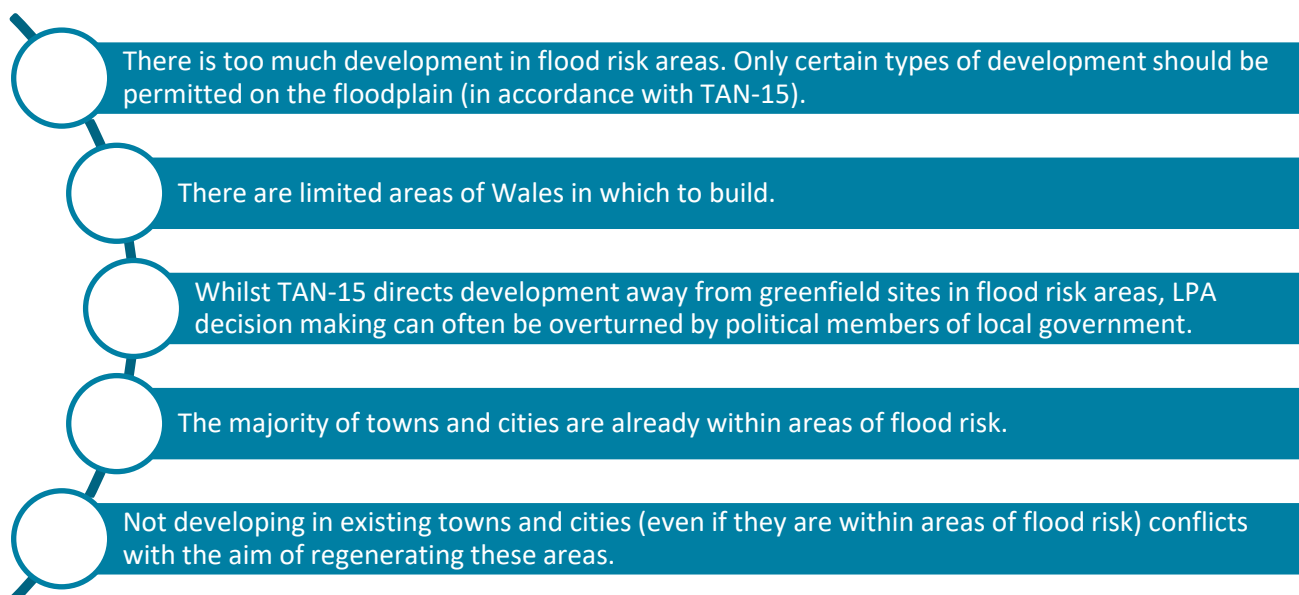 There is too much development in flood risk areas. Only certain types of development should be
permitted on the floodplain (in accordance with TAN-15).
There are limited areas of Wales in which to build.
Whilst TAN-15 directs development away from greenfield sites in flood risk areas, LPA
decision making can often be overturned by political members of local government.
The majority of towns and cities are already within areas of flood risk.
Not developing in existing towns and cities (even if they are within areas of flood risk) conflicts
with the aim of regenerating these areas.